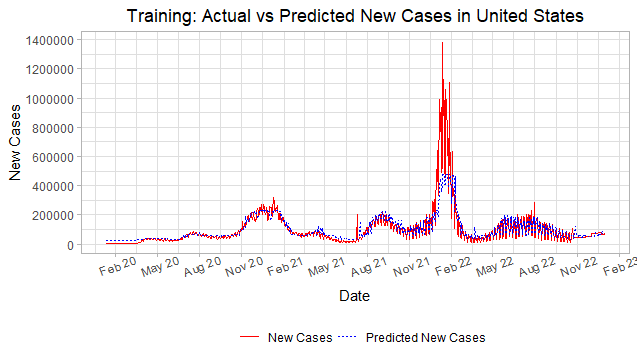 Training: Actual vs Predicted New Cases in United States
1400000
1200000
1000000
800000
600000
400000
200000
0
New Cases
Feb 20 May 20 Aug 20 Nov 20 Feb 21 May 21 Aug 21 Nov 21 Feb 22 May 22 Aug 22 Nov 22 Feb 23
Date
New Cases Predicted New Cases